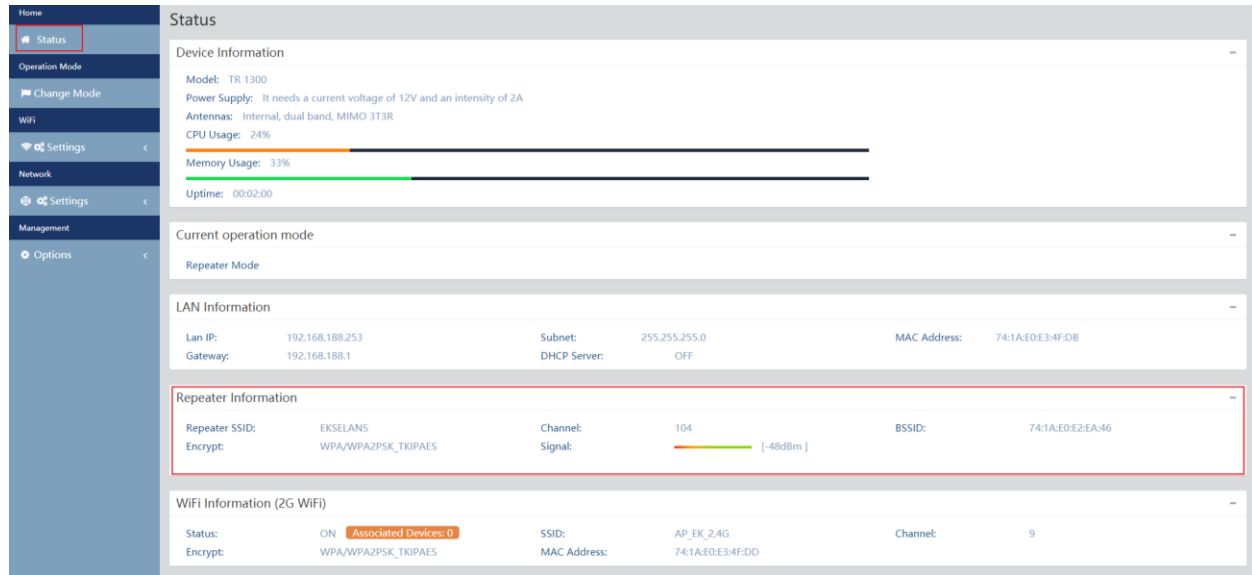 Home
Status
Operation Mode
Change Mode
WiFi
Settings
Network
Settings
Management
Options
Status
Device Information
Model: TR 1300
Power Supply: It needs a current voltage of 12V and an intensity of 2A
Antennas: Internal, dual band, MIMO 3T3R
CPU Usage: 24%
Memory Usage: 33%
Uptime: 00:02:00
Current operation mode
Repeater Mode
LAN Information
Lan IP: 192.168.188.253 Subnet: 255.255.255.0 MAC Address: 74:1A:E0:E3:4F:DB
Gateway: 192.168.188.1 DHCP Server: OFF
Repeater Information
Repeater SSID: EKSELANS Channel: 104 BSSID: 74:1A:E0:E2:EA:46
Encrypt: WPA/WPA2PSK_TKIPAES Signal: [-48dBm ]
WiFi Information (2G WiFi)
Status: ON Associated Devices: 0 SSID: AP_EK_2.4G Channel: 9
Encrypt: WPA/WPA2PSK_TKIPAES MAC Address: 74:1A:E0:E3:4F:DD